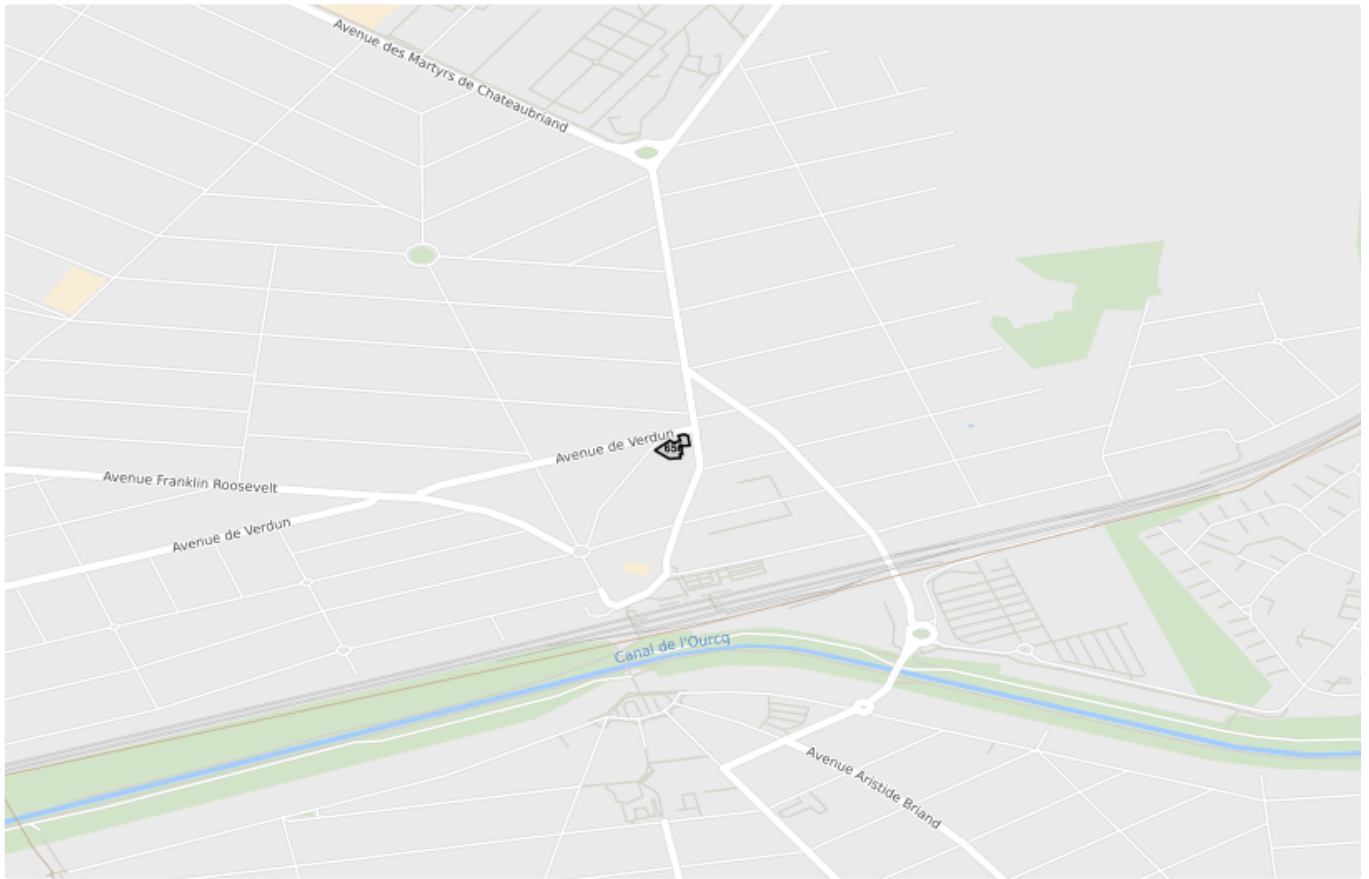 Avenue des Martyrs de Chateaubriand
Avenue de Verdun
Avenue Franklin Roosevelt
Avenue de Verdun
Canal de l'Ourcq
Avenue Aristide Briand